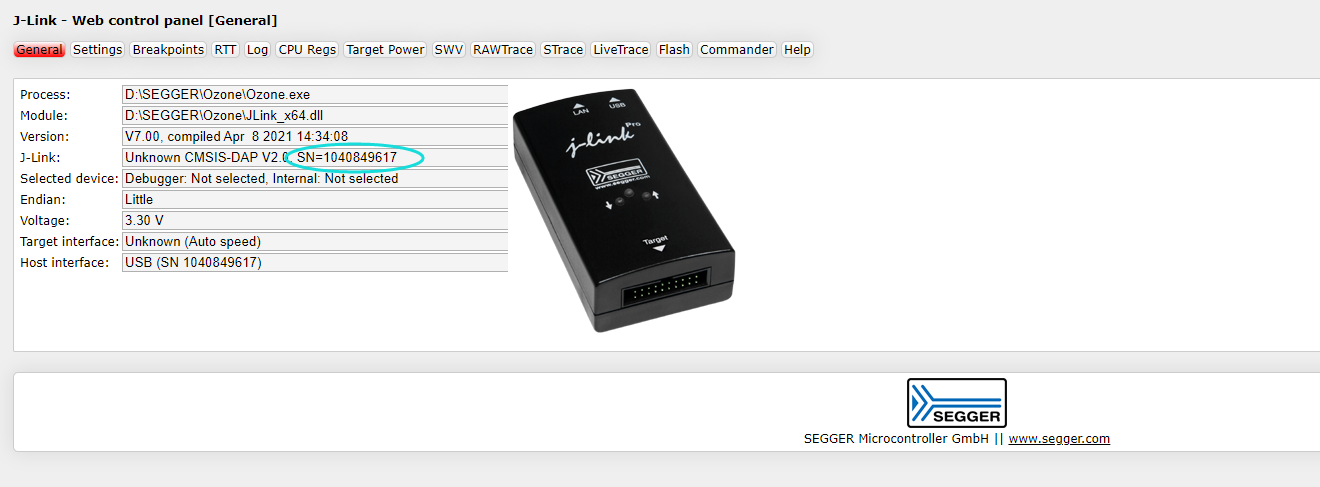 J-Link - Web control panel [General]
General Settings Breakpoints RTT Log CPU Regs Target Power SWV RAWTrace STrace LiveTrace Flash Commander Help
Process: D:\SEGGER\Ozone\Ozone.exe
Module: D:\SEGGER\Ozone\JLink_x64.dll
Version: V7.00, compiled Apr 8 2021 14:34:08
J-Link: Unknown CMSIS-DAP V2.0, SN=1040849617
Selected device: Debugger: Not selected, Internal: Not selected
Endian: Little
Voltage: 3.30 V
Target interface: Unknown (Auto speed)
Host interface: USB (SN 1040849617)
LAN USB
Pro
j-link
SEGGER
www.segger.com
Target
SEGGER
SEGGER Microcontroller GmbH || www.segger.com